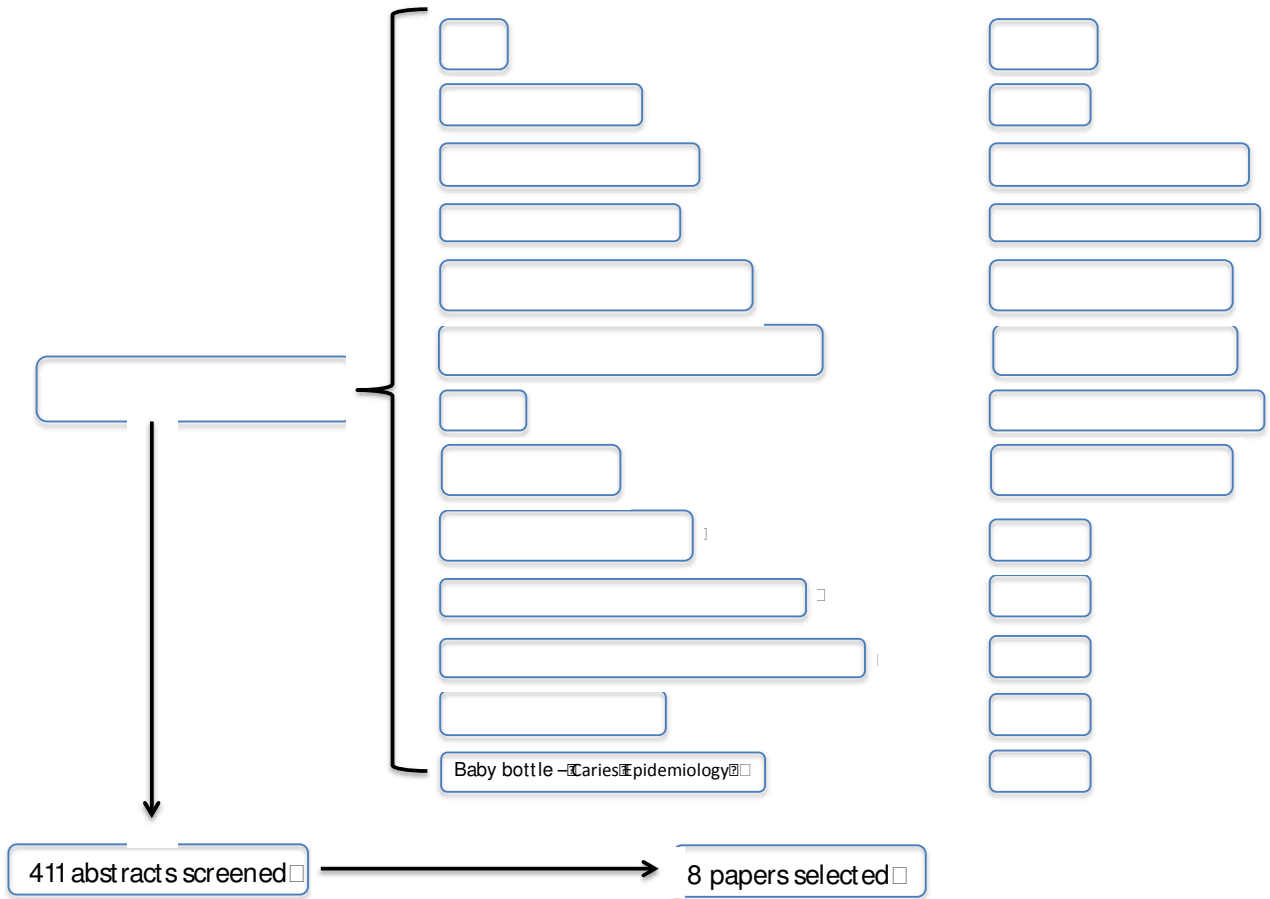 Baby bottle – Caries Epidemiology
411 abstracts screened
8 papers selected